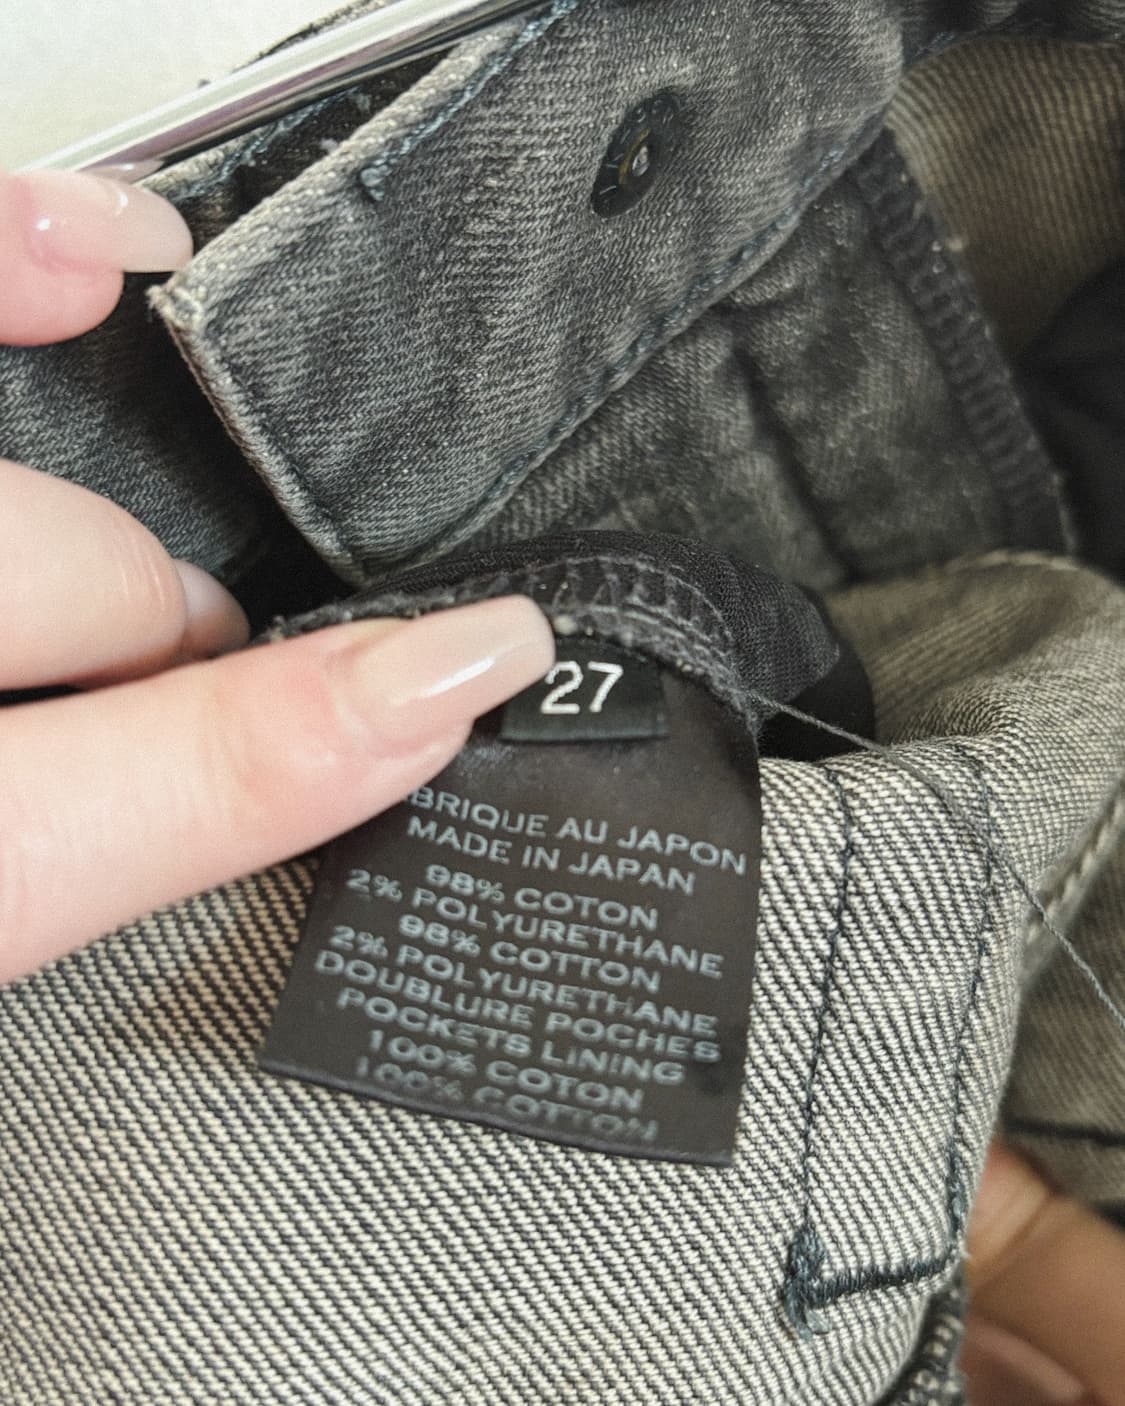 27
BRIQUE AU JAPON
MADE IN JAPAN
98% COTON
2% POLYURETHANE
98% COTTON
2% POLYURETHANE
DOUBLURE POCHES
POCKETS LINING
100% COTON
100% COTTON